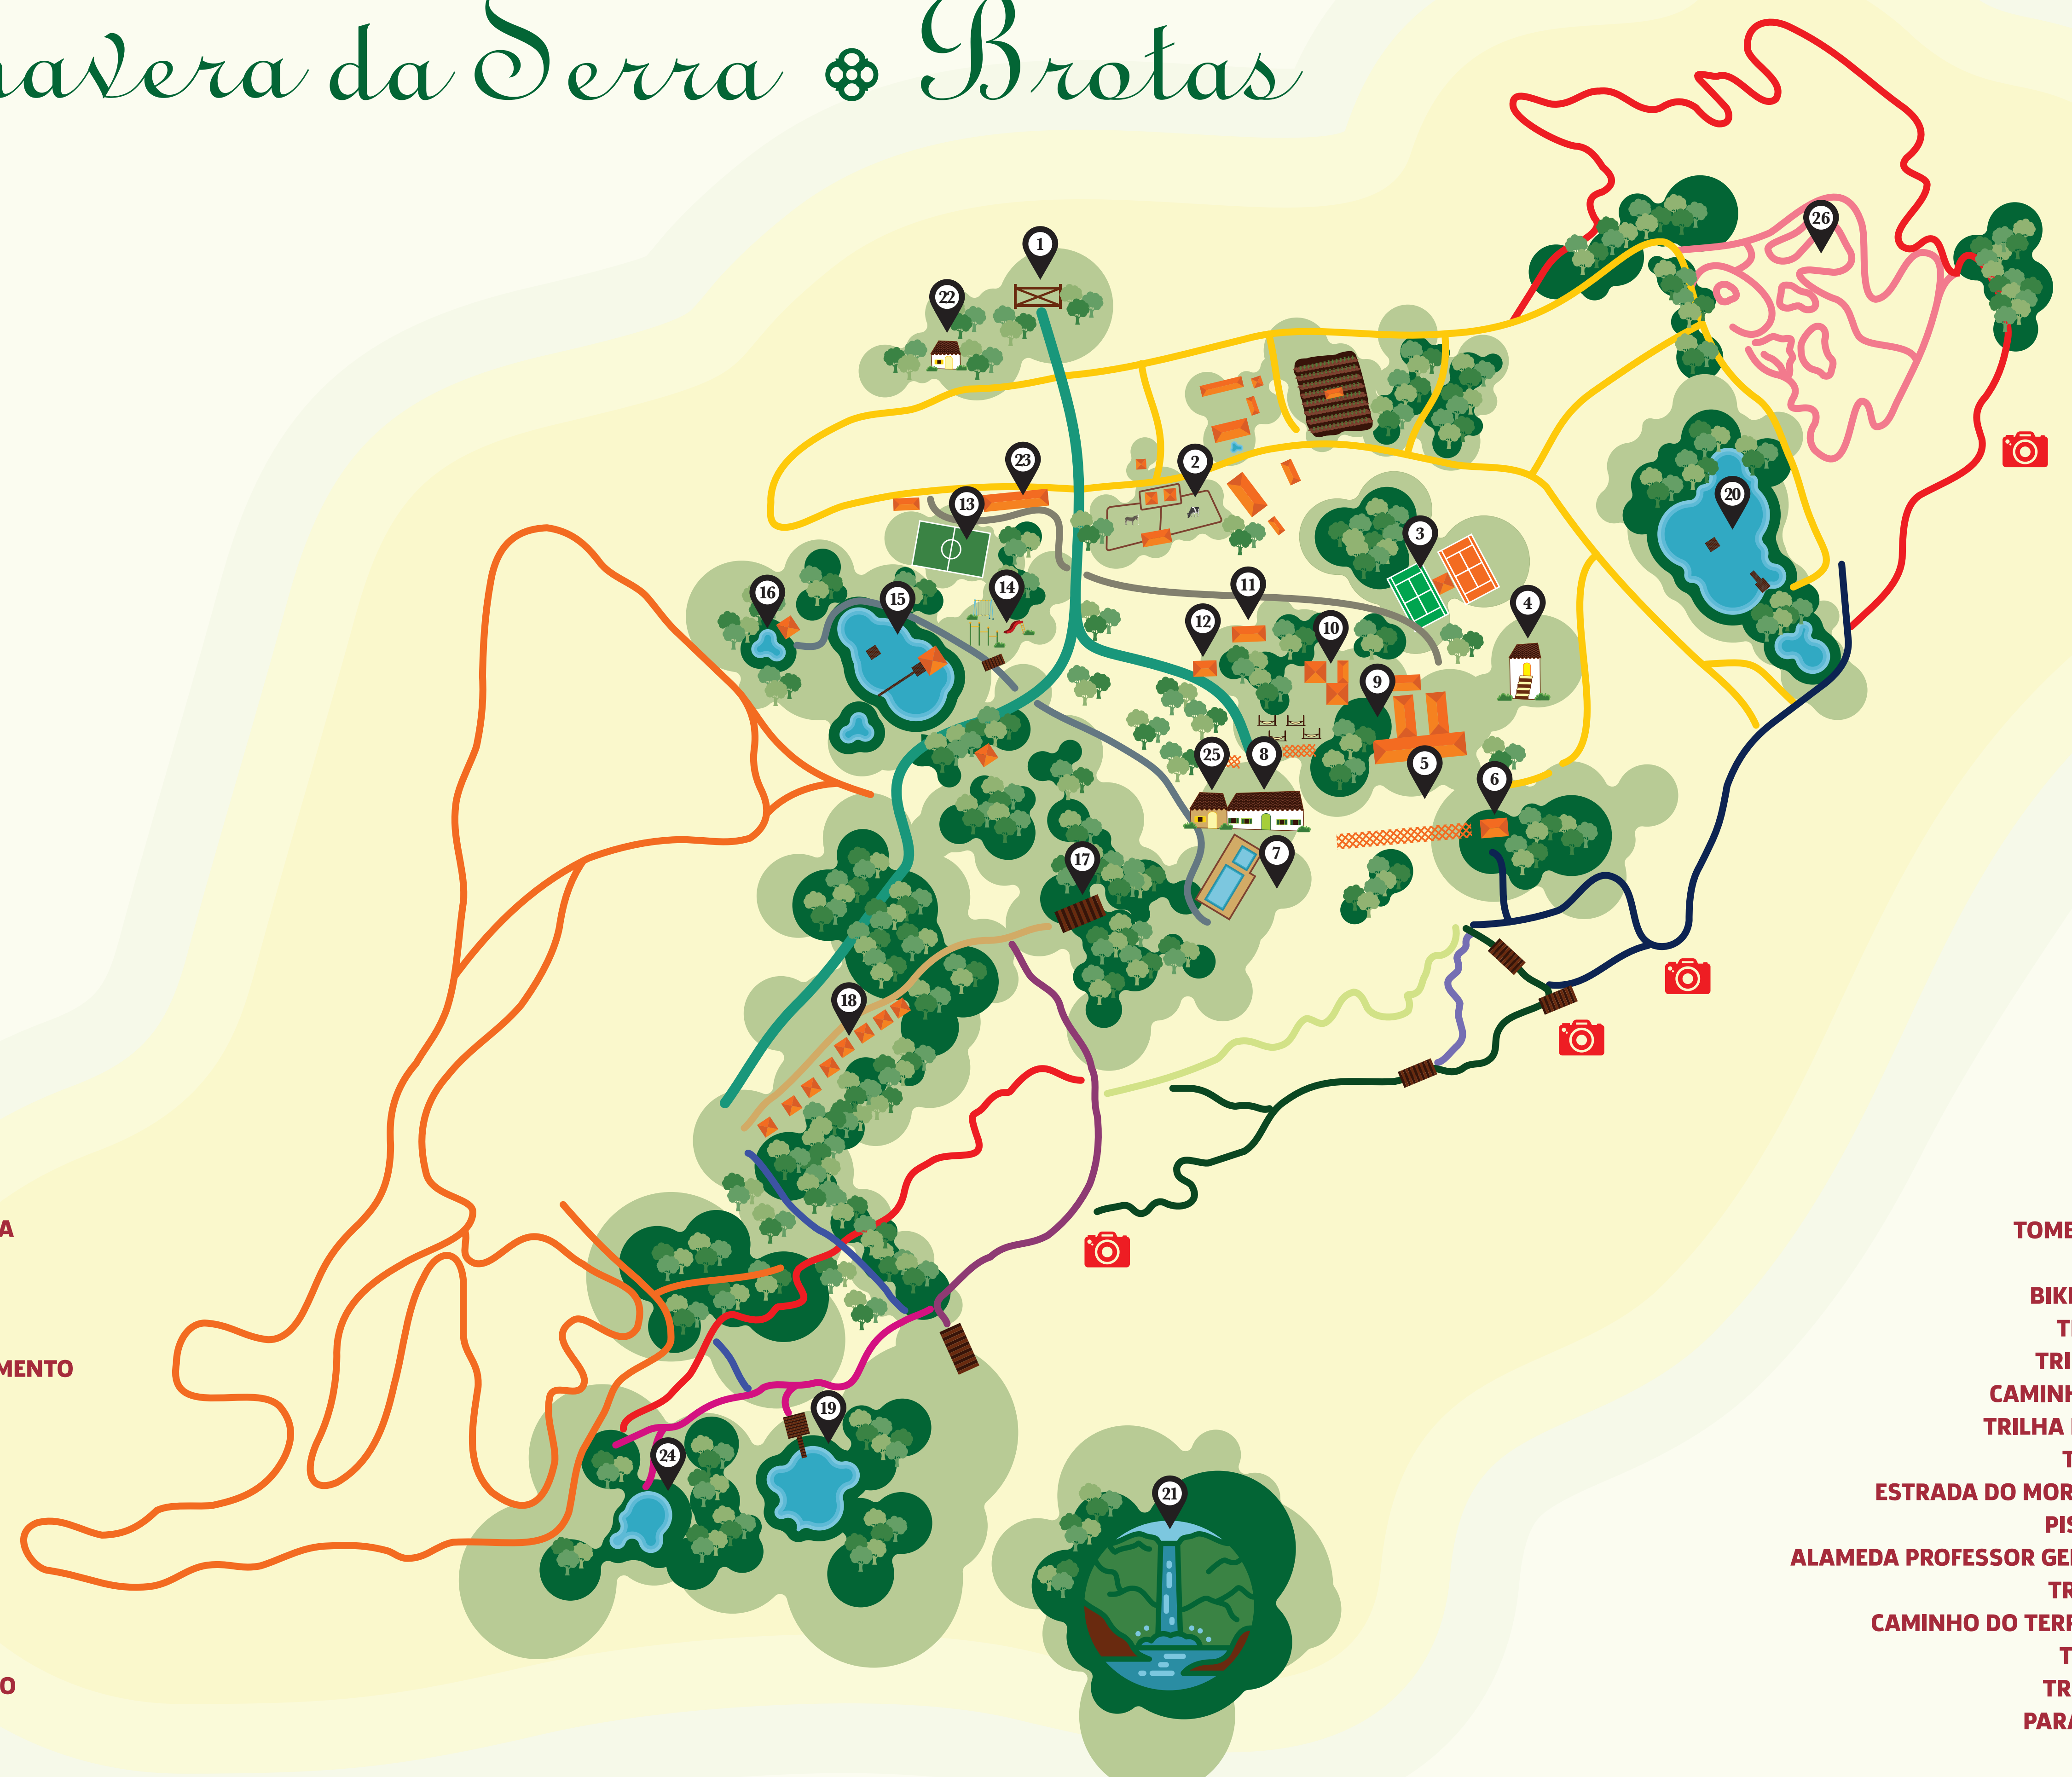 avera da Serra Brotas
1
22
26
23
2
13
20
3
14
11
16
15
4
12
10
9
25
8
5
6
7
17
18
19
24
21
A
MENTO
O
TOME
BIKE
T
TRI
CAMINH
TRILHA
T
ESTRADA DO MOR
PIS
ALAMEDA PROFESSOR GE
TR
CAMINHO DO TERR
T
TR
PARA